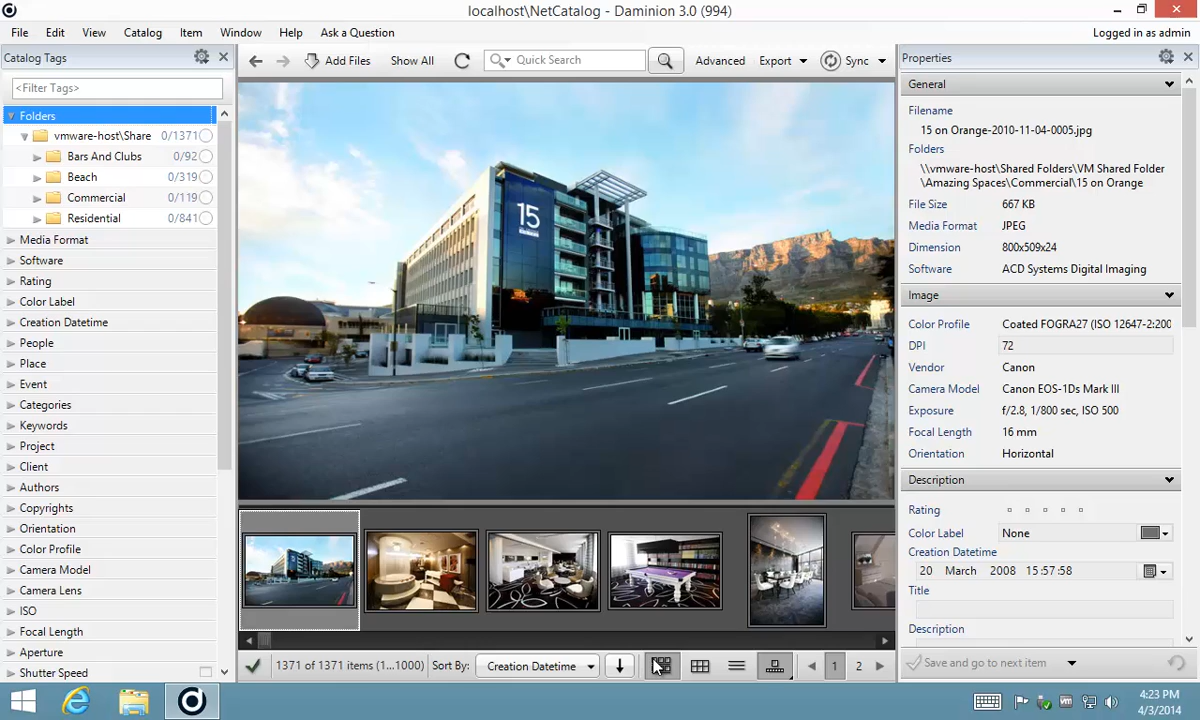 localhost\NetCatalog - Daminion 3.0 (994)
File Edit View Catalog Item Window Help Ask a Question
Logged in as admin
Catalog Tags
<Filter Tags>
Folders
vmware-host\Share 0/1371
Bars And Clubs 0/92
Beach 0/319
Commercial 0/119
Residential 0/841
Media Format
Software
Rating
Color Label
Creation Datetime
People
Place
Event
Categories
Keywords
Project
Client
Authors
Copyrights
Orientation
Color Profile
Camera Model
Camera Lens
ISO
Focal Length
Aperture
Shutter Speed
Add Files Show All Quick Search Advanced Export Sync
15
1371 of 1371 items (1...1000) Sort By: Creation Datetime 1 2
Properties
General
Filename
15 on Orange-2010-11-04-0005.jpg
Folders
\\vmware-host\Shared Folders\VM Shared Folder
\Amazing Spaces\Commercial\15 on Orange
File Size 667 KB
Media Format JPEG
Dimension 800x509x24
Software ACD Systems Digital Imaging
Image
Color Profile Coated FOGRA27 (ISO 12647-2:200
DPI 72
Vendor Canon
Camera Model Canon EOS-1Ds Mark III
Exposure f/2.8, 1/800 sec, ISO 500
Focal Length 16 mm
Orientation Horizontal
Description
Rating
Color Label None
Creation Datetime
20 March 2008 15:57:58
Title
Description
Save and go to next item
4:23 PM
4/3/2014